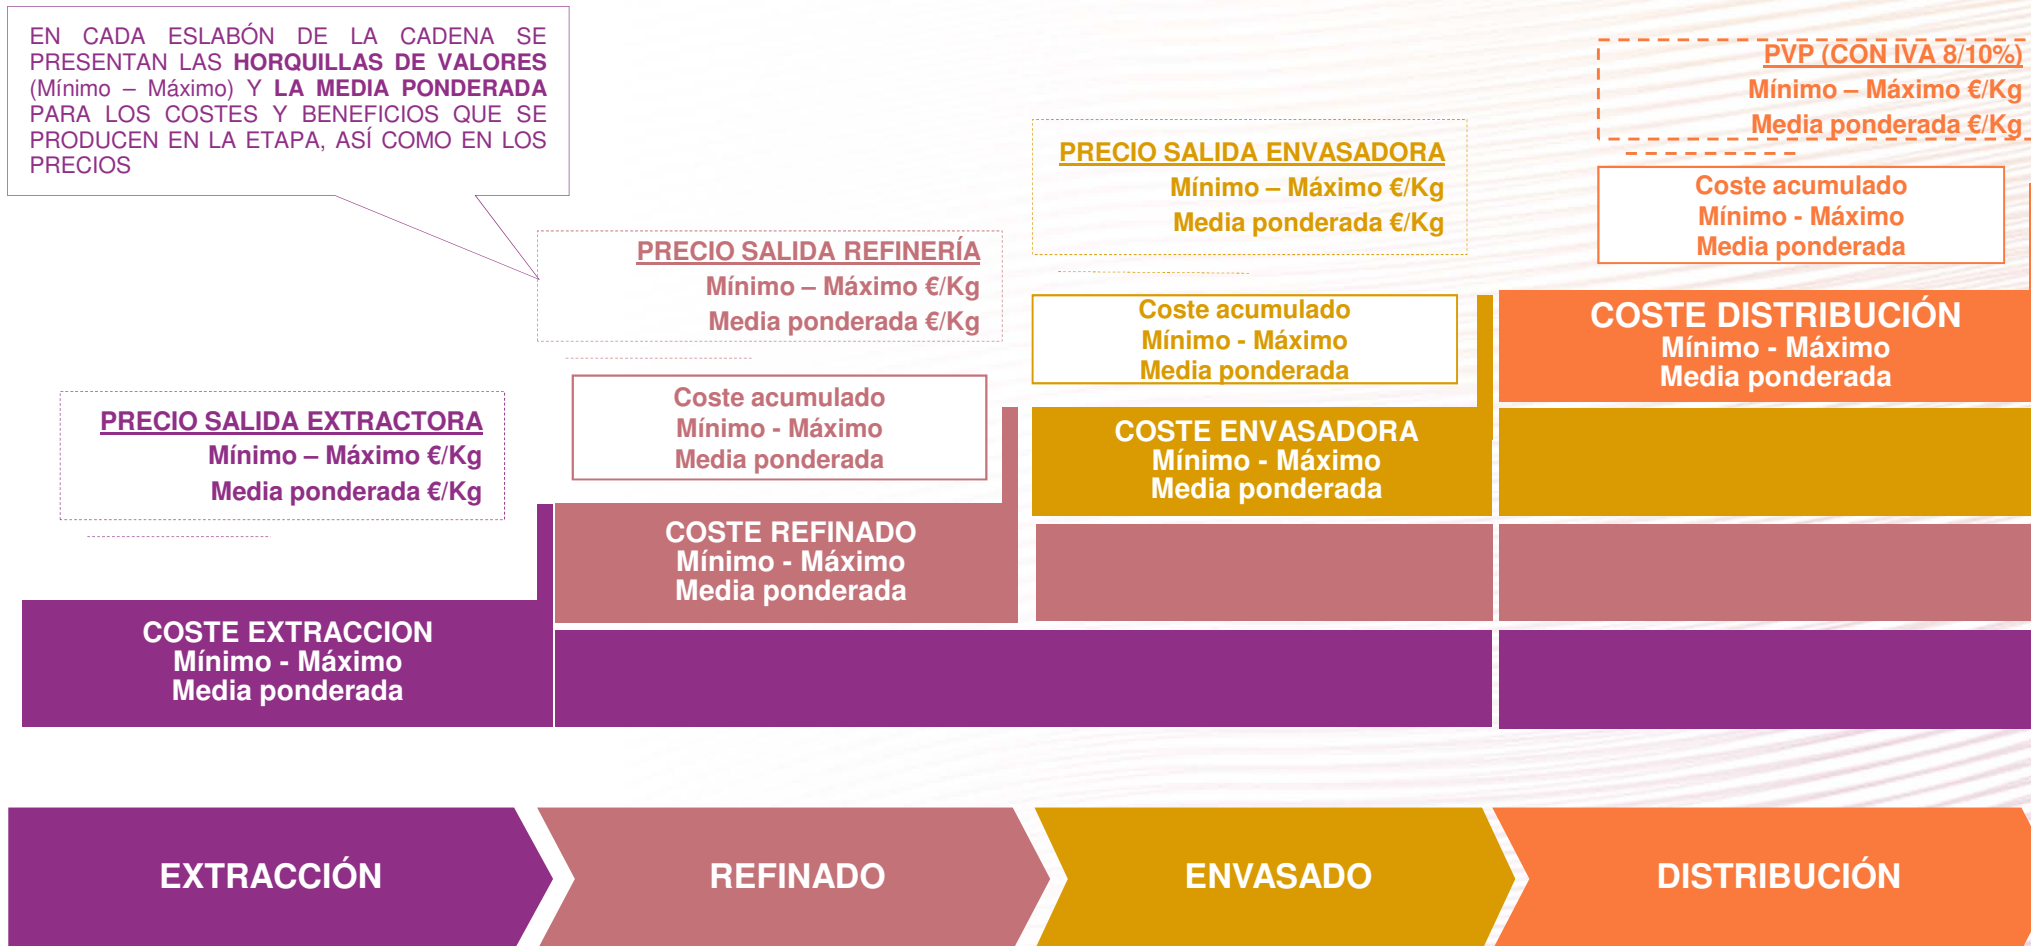 EN CADA ESLABÓN DE LA CADENA SE
PRESENTAN LAS HORQUILLAS DE VALORES
(Mínimo – Máximo) Y LA MEDIA PONDERADA
PARA LOS COSTES Y BENEFICIOS QUE SE
PRODUCEN EN LA ETAPA, ASÍ COMO EN LOS
PRECIOS
PRECIO SALIDA EXTRACTORA
Mínimo – Máximo €/Kg
Media ponderada €/Kg
COSTE EXTRACCION
Mínimo - Máximo
Media ponderada
PRECIO SALIDA REFINERÍA
Mínimo – Máximo €/Kg
Media ponderada €/Kg
Coste acumulado
Mínimo - Máximo
Media ponderada
COSTE REFINADO
Mínimo - Máximo
Media ponderada
PRECIO SALIDA ENVASADORA
Mínimo – Máximo €/Kg
Media ponderada €/Kg
Coste acumulado
Mínimo - Máximo
Media ponderada
COSTE ENVASADORA
Mínimo - Máximo
Media ponderada
PVP (CON IVA 8/10%)
Mínimo – Máximo €/Kg
Media ponderada €/Kg
Coste acumulado
Mínimo - Máximo
Media ponderada
COSTE DISTRIBUCIÓN
Mínimo - Máximo
Media ponderada
EXTRACCIÓN
REFINADO
ENVASADO
DISTRIBUCIÓN